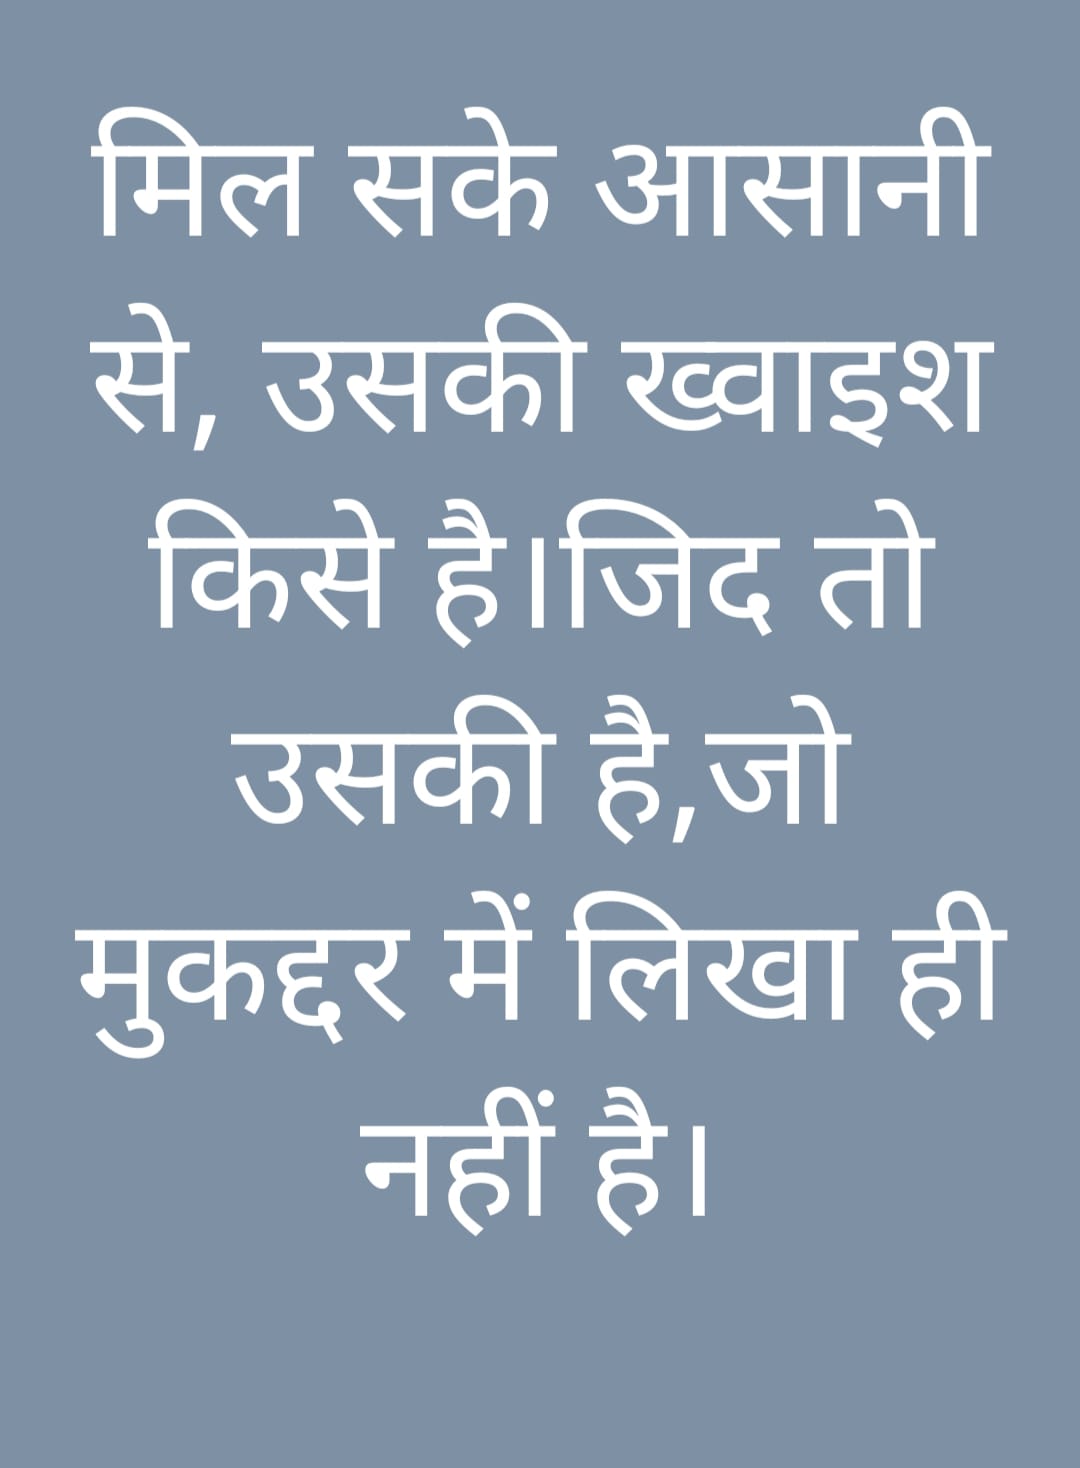 मिल सके आसानी
से, उसकी ख्वाइश
किसे है।जिद तो
उसकी है,जो
मुकद्दर में लिखा ही
नहीं है।